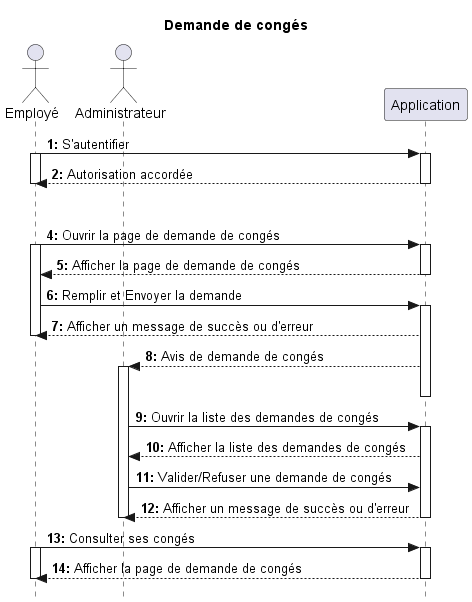 Demande de congés
Employé
Administrateur
Application
1: S'autentifier
2: Autorisation accordée
4: Ouvrir la page de demande de congés
5: Afficher la page de demande de congés
6: Remplir et Envoyer la demande
7: Afficher un message de succès ou d'erreur
8: Avis de demande de congés
9: Ouvrir la liste des demandes de congés
10: Afficher la liste des demandes de congés
11: Valider/Refuser une demande de congés
12: Afficher un message de succès ou d'erreur
13: Consulter ses congés
14: Afficher la page de demande de congés